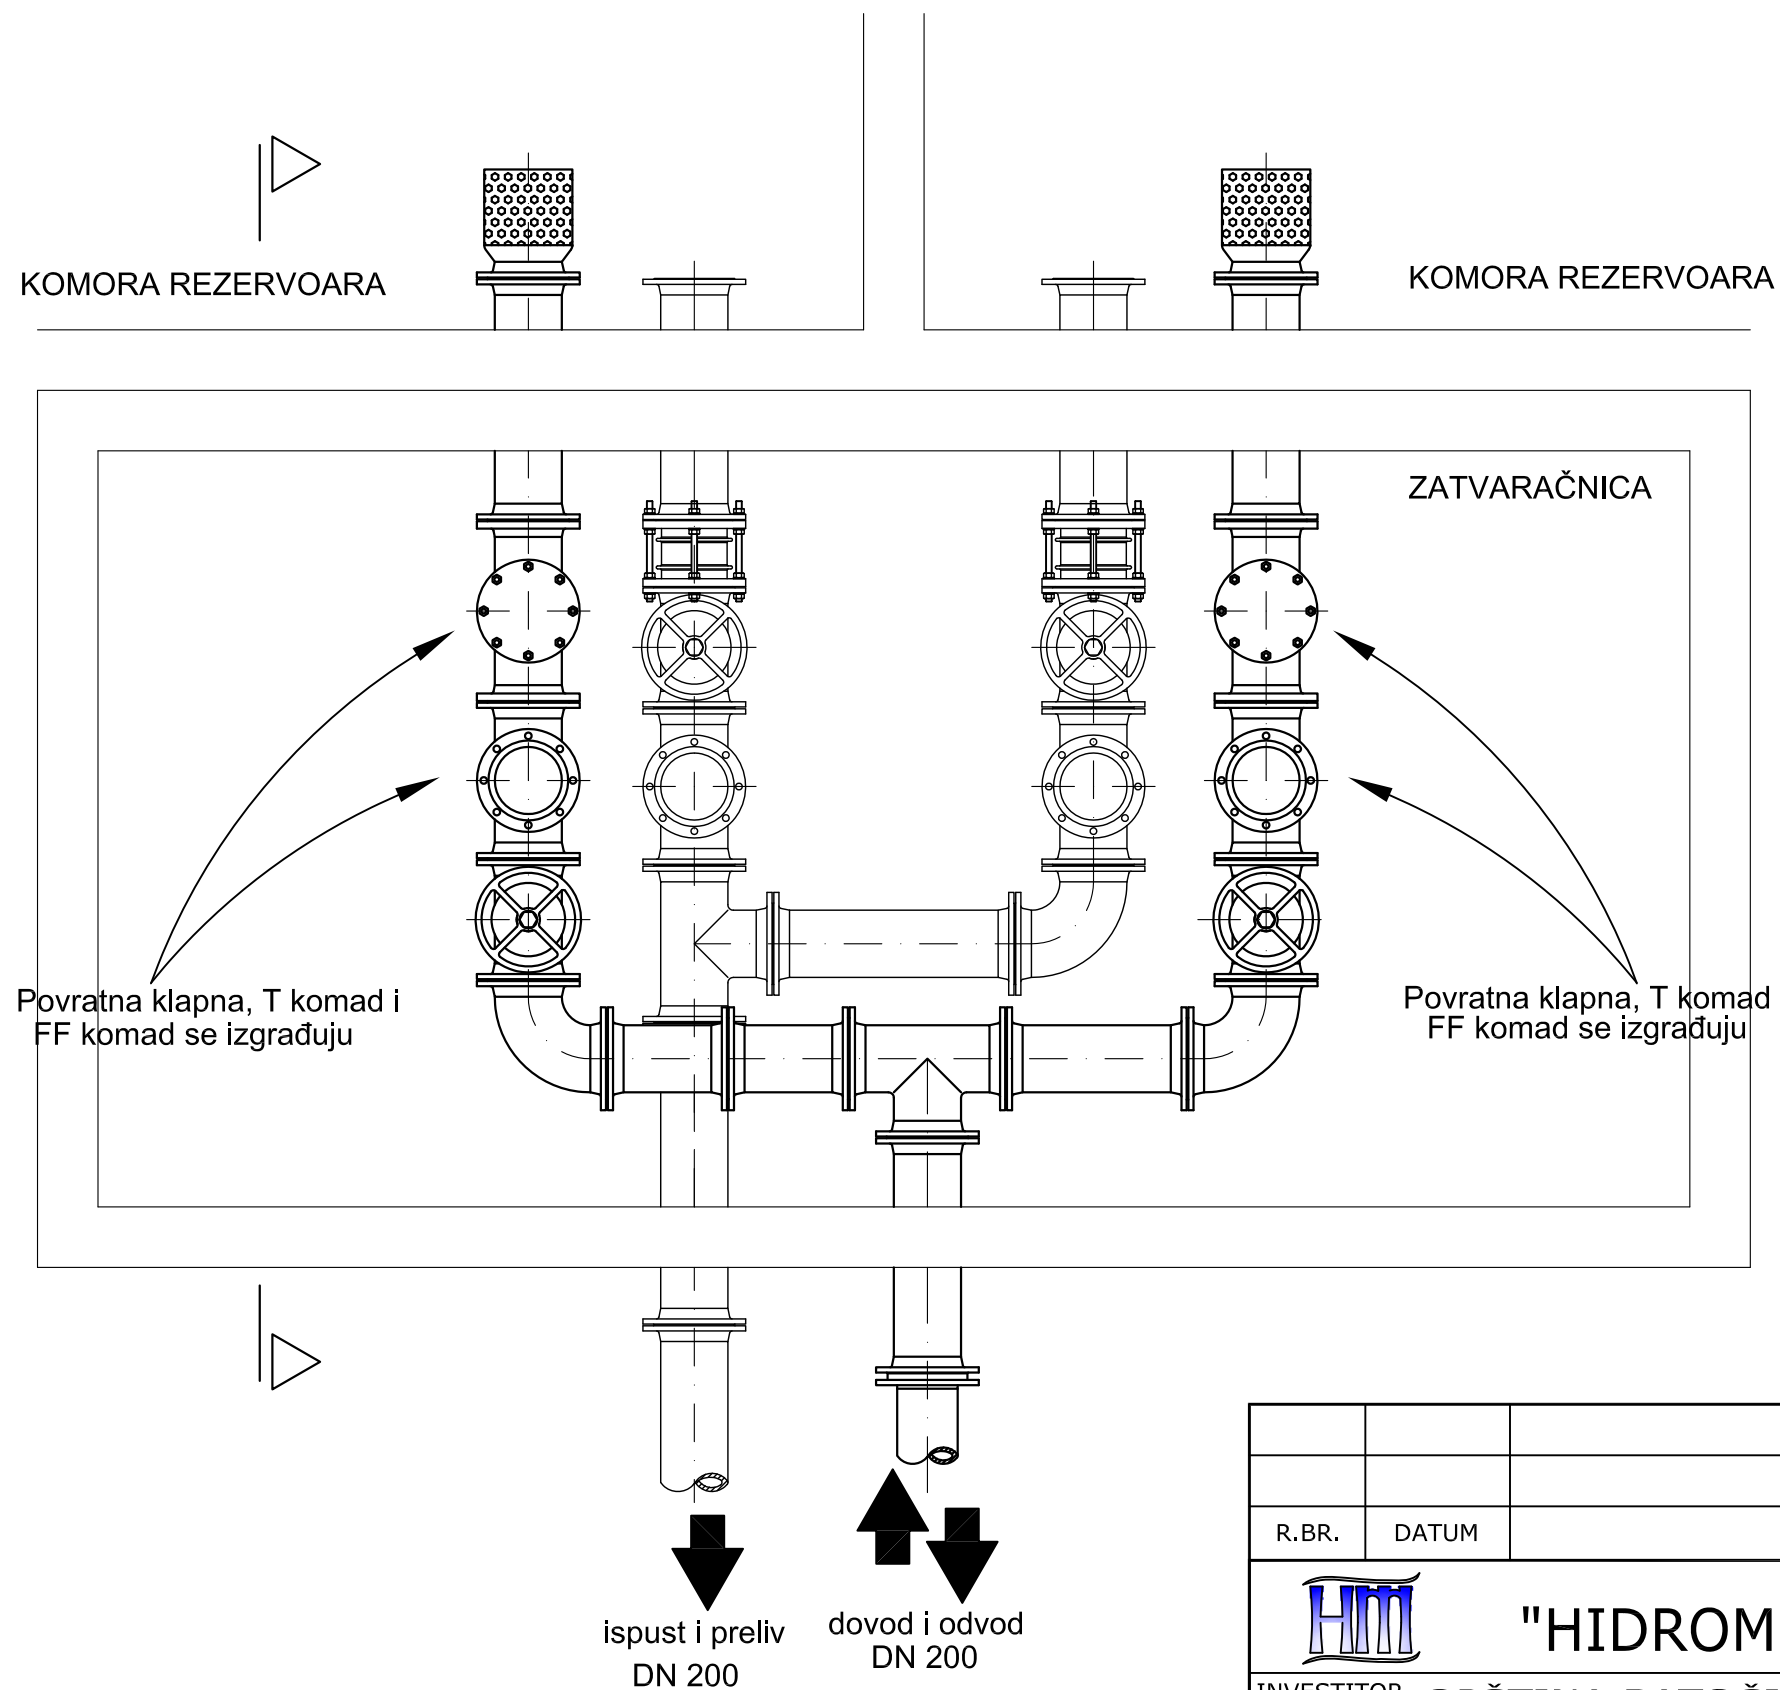 KOMORA REZERVOARA
KOMORA REZERVOARA
ZATVARAČNICA
Povratna klapna, T komad i
FF komad se izgrađuju
Povratna klapna, T komad
FF komad se izgrađuju
ispust i preliv
DN 200
dovod i odvod
DN 200
R.BR.
DATUM
HM
"HIDROM